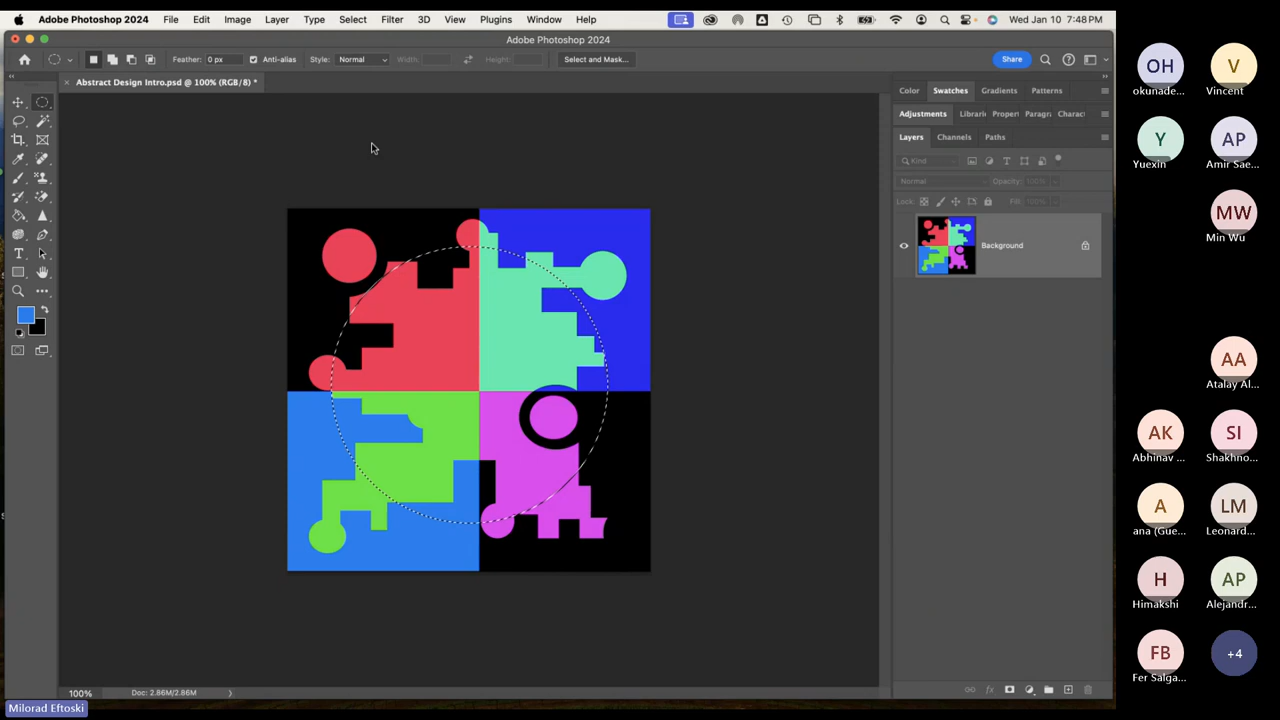 Adobe Photoshop 2024 File Edit Image Layer Type Select Filter 3D View Plugins Window Help Wed Jan 10 7:48 PM
Adobe Photoshop 2024
Feather: 0 px Anti-alias Style: Normal Width: Height: Select and Mask... Share
Abstract Design Intro.psd @ 100% (RGB/8) *
Color Swatches Gradients Patterns
Adjustments Librari Proper Paragra Charac
Layers Channels Paths
Kind
Normal Opacity: 100%
Lock: Fill: 100%
Background
100% Doc: 2.86M/2.86M
Milorad Eftoski
OH V
okunade... Vincent
Y AP
Yuexin Amir Sae...
MW
Min Wu
AA
Atalay Al...
AK SI
Abhinav ... Shakhno...
A LM
ana (Gue... Leonard...
H AP
Himakshi Alejandr...
FB +4
Fer Salga...